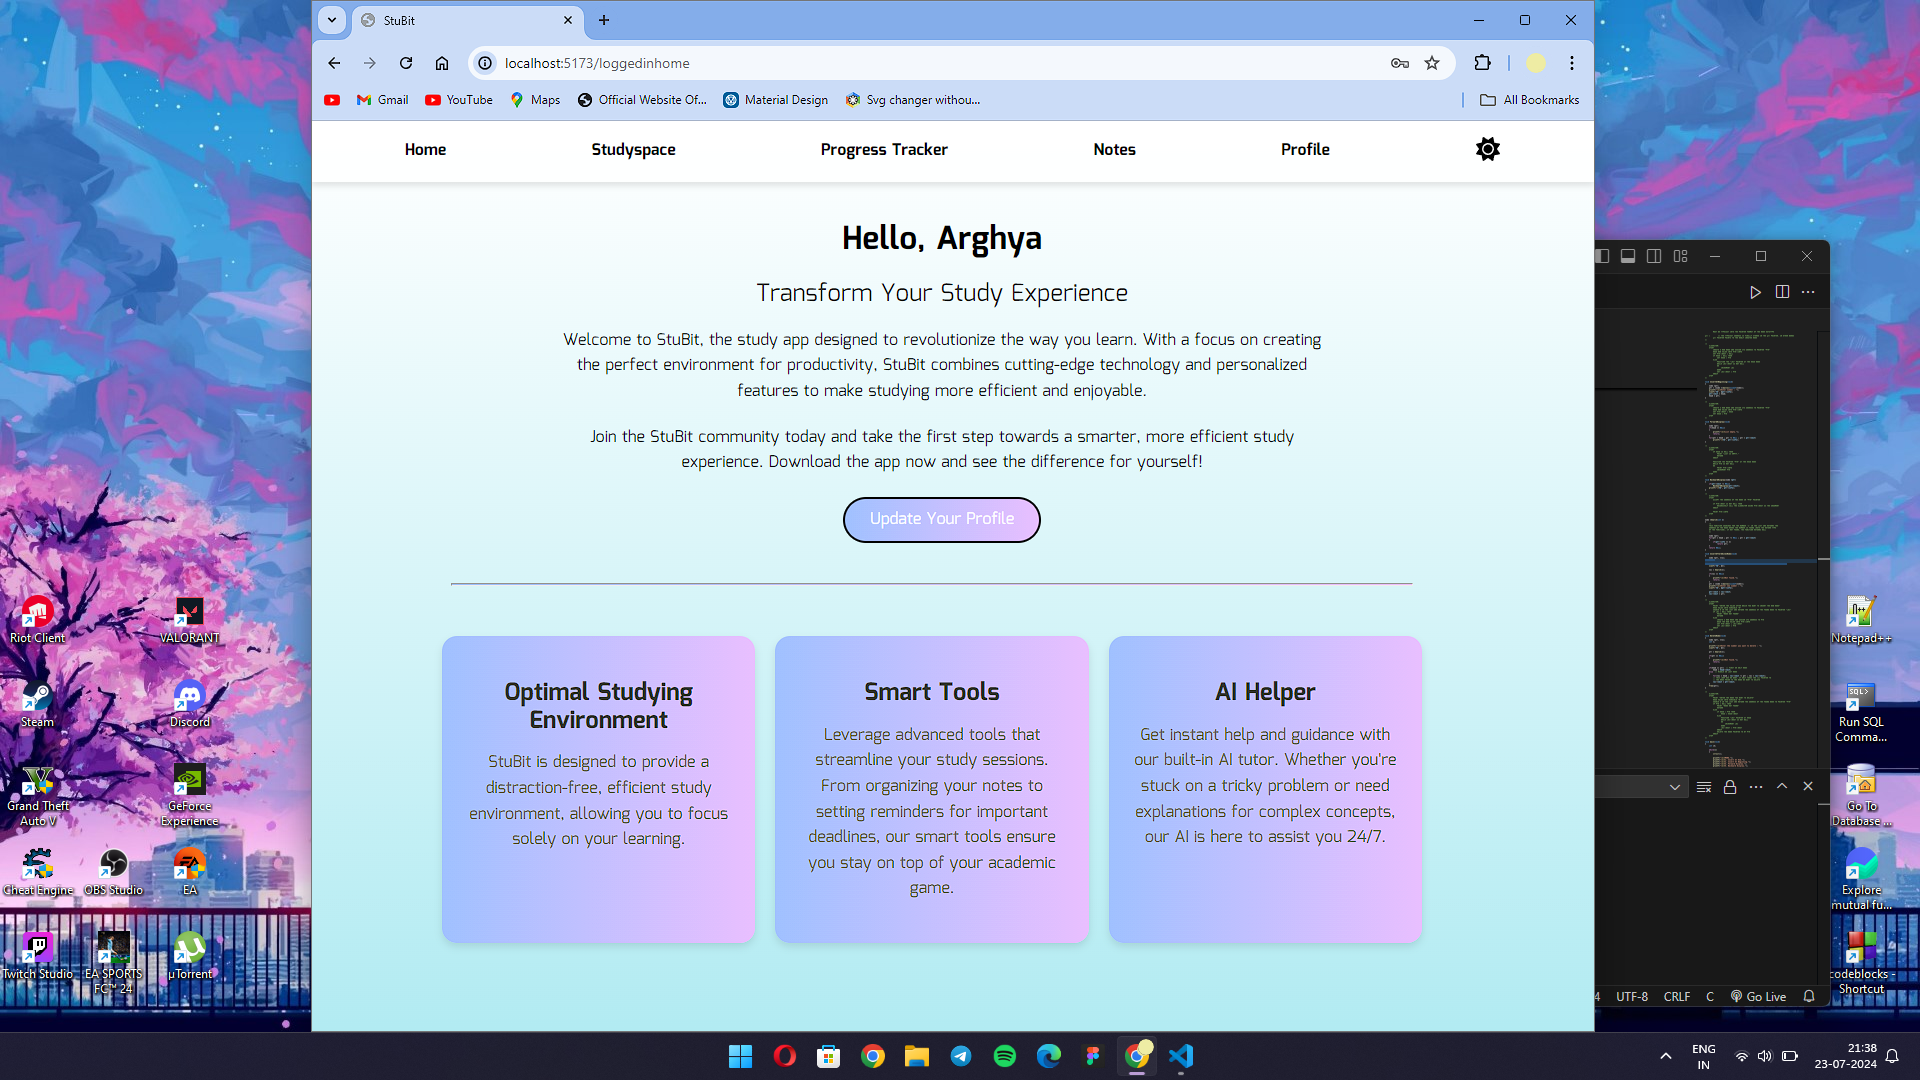 StuBit
localhost:5173/loggedinhome
Gmail
YouTube
Maps
Official Website Of...
Material Design
Svg changer withou...
All Bookmarks
Home
Studyspace
Progress Tracker
Notes
Profile
Hello, Arghya
Transform Your Study Experience
Welcome to StuBit, the study app designed to revolutionize the way you learn. With a focus on creating
the perfect environment for productivity, StuBit combines cutting-edge technology and personalized
features to make studying more efficient and enjoyable.
Join the StuBit community today and take the first step towards a smarter, more efficient study
experience. Download the app now and see the difference for yourself!
Update Your Profile
Optimal Studying
Environment
StuBit is designed to provide a
distraction-free, efficient study
environment, allowing you to focus
solely on your learning.
Smart Tools
Leverage advanced tools that
streamline your study sessions.
From organizing your notes to
setting reminders for important
deadlines, our smart tools ensure
you stay on top of your academic
game.
AI Helper
Get instant help and guidance with
our built-in AI tutor. Whether you're
stuck on a tricky problem or need
explanations for complex concepts,
our AI is here to assist you 24/7.
Riot Client
VALORANT
Steam
Discord
Grand Theft
Auto V
GeForce
Experience
Cheat Engine
OBS Studio
EA
Twitch Studio
EA SPORTS
FC™ 24
µTorrent
Notepad++
SQL>
Run SQL
Comma...
Go To
Database ...
Explore
mutual fu...
codeblocks -
Shortcut
4
UTF-8
CRLF
C
Go Live
ENG
IN
21:38
23-07-2024